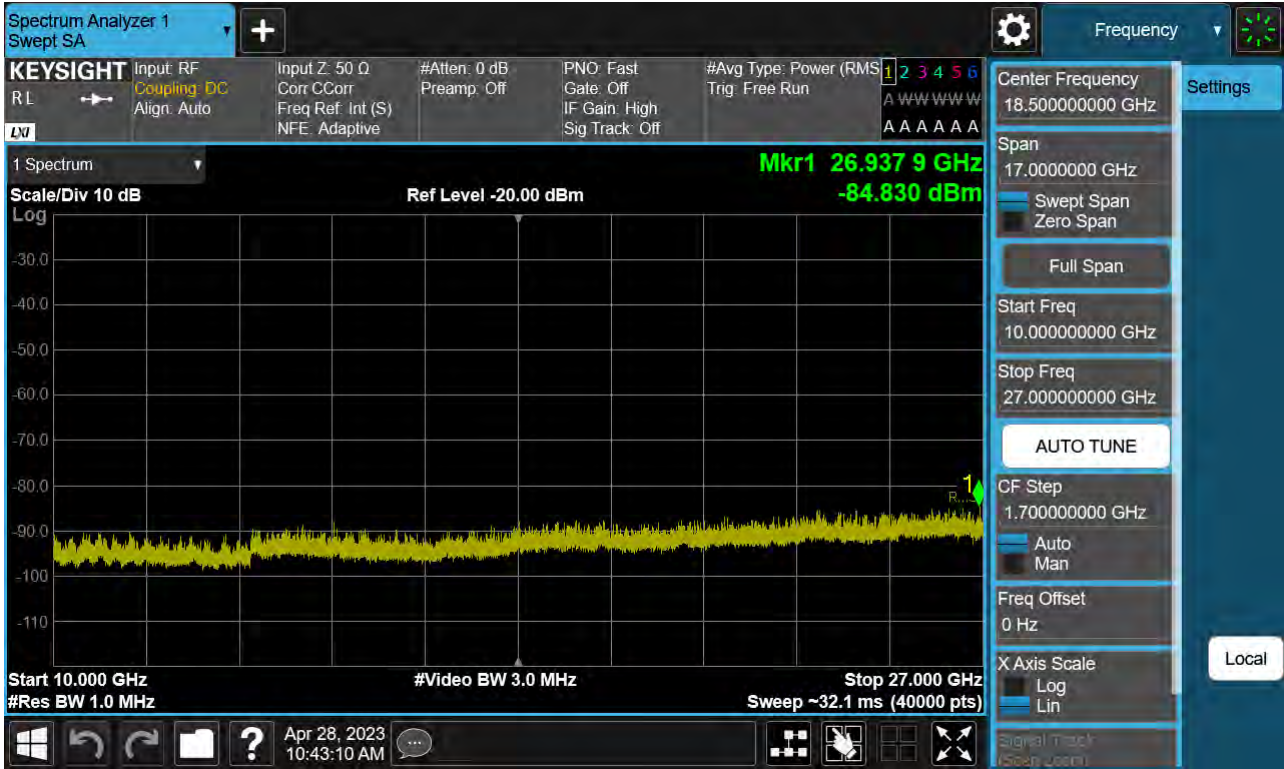 Spectrum Analyzer 1
Swept SA
Frequency
KEYSIGHT
R L
LXI
Input: RF
Coupling: DC
Align: Auto
Input Z: 50 Ω
Corr CCorr
Freq Ref: Int (S)
NFE: Adaptive
#Atten: 0 dB
Preamp: Off
PNO: Fast
Gate: Off
IF Gain: High
Sig Track: Off
#Avg Type: Power (RMS
Trig: Free Run
1 2 3 4 5 6
A W W W W W
A A A A A A
1 Spectrum
Mkr1 26.937 9 GHz
Scale/Div 10 dB
Ref Level -20.00 dBm
-84.830 dBm
Log
-30.0
-40.0
-50.0
-60.0
-70.0
-80.0
-90.0
-100
-110
1
Start 10.000 GHz
#Video BW 3.0 MHz
Stop 27.000 GHz
#Res BW 1.0 MHz
Sweep ~32.1 ms (40000 pts)
Apr 28, 2023
10:43:10 AM
?
Center Frequency
18.500000000 GHz
Settings
Span
17.0000000 GHz
Swept Span
Zero Span
Full Span
Start Freq
10.000000000 GHz
Stop Freq
27.000000000 GHz
AUTO TUNE
CF Step
1.700000000 GHz
Auto
Man
Freq Offset
0 Hz
X Axis Scale
Log
Lin
Local
Signal Track
(Span Zoom)